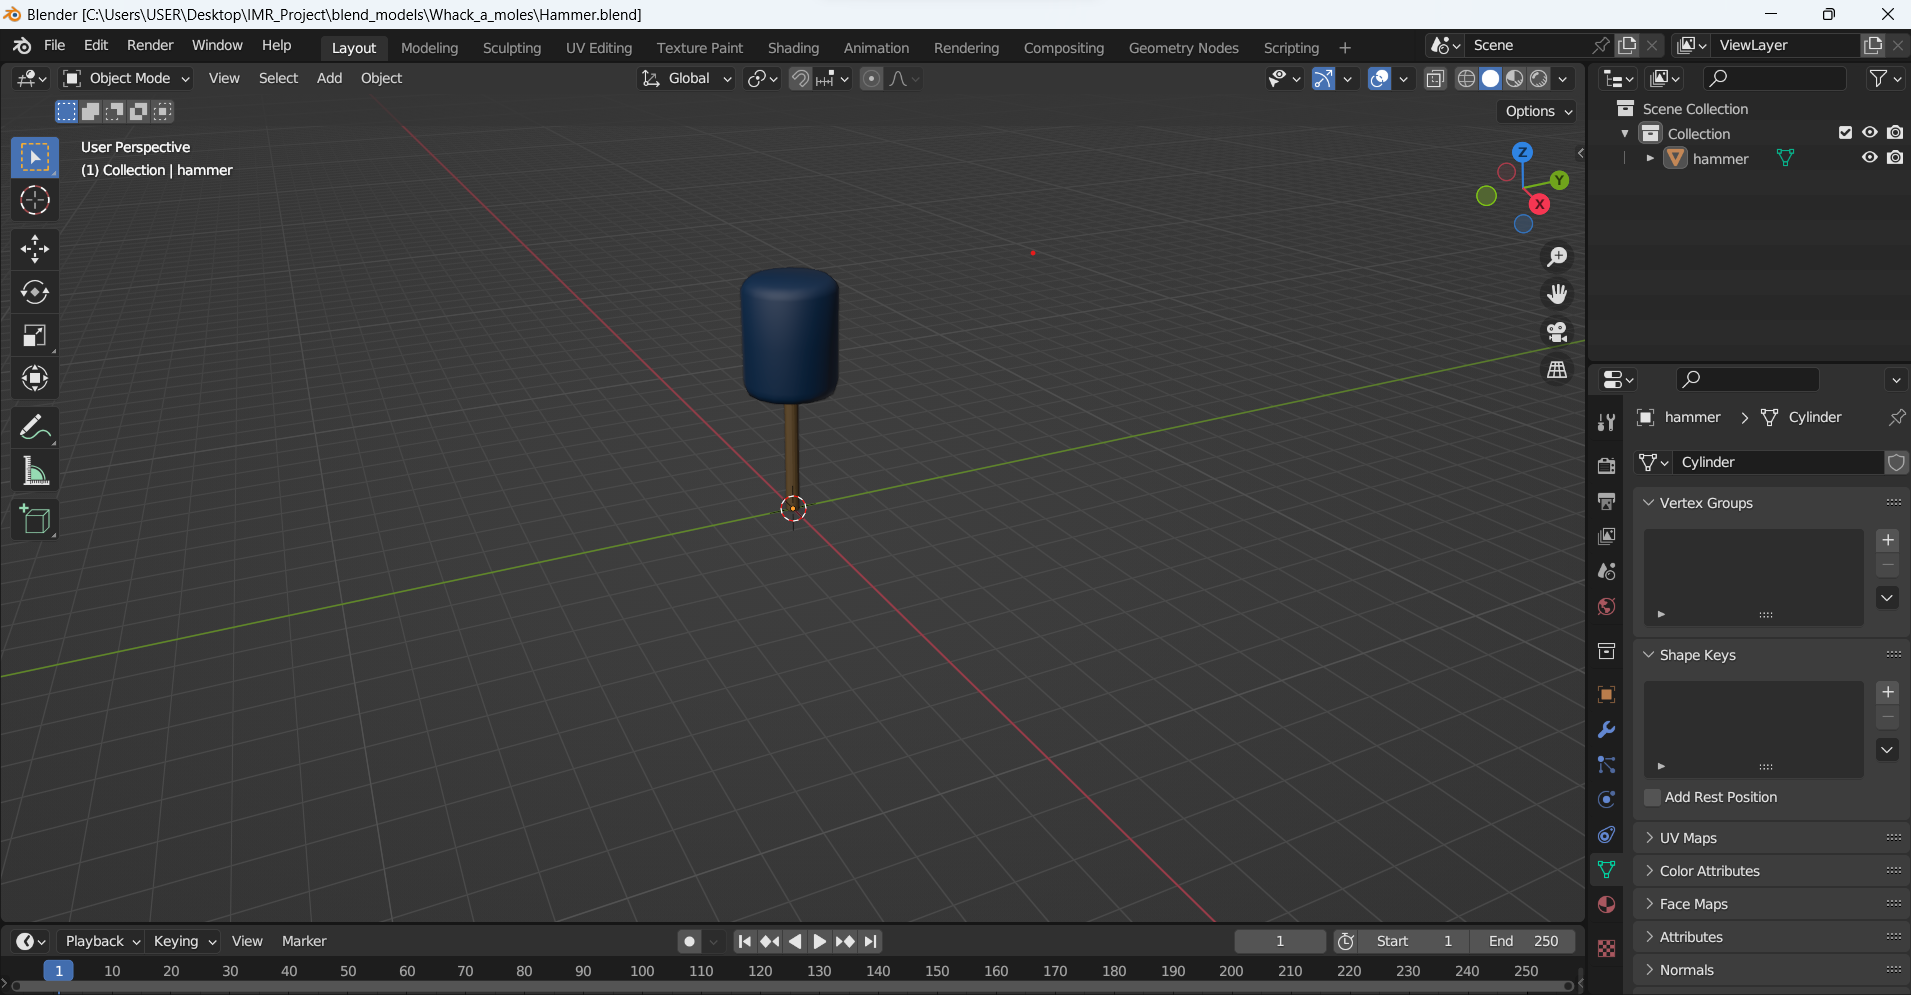 Blender [C:\Users\USER\Desktop\IMR_Project\blend_models\Whack_a_moles\Hammer.blend]
File Edit Render Window Help Layout Modeling Sculpting UV Editing Texture Paint Shading Animation Rendering Compositing Geometry Nodes Scripting + Scene ViewLayer
Object Mode View Select Add Object Global
Options
User Perspective
(1) Collection | hammer
Z
Y
X
Scene Collection
Collection
hammer
hammer > Cylinder
Cylinder
Vertex Groups
Shape Keys
Add Rest Position
UV Maps
Color Attributes
Face Maps
Attributes
Normals
Playback Keying View Marker 1 Start 1 End 250
1 10 20 30 40 50 60 70 80 90 100 110 120 130 140 150 160 170 180 190 200 210 220 230 240 250